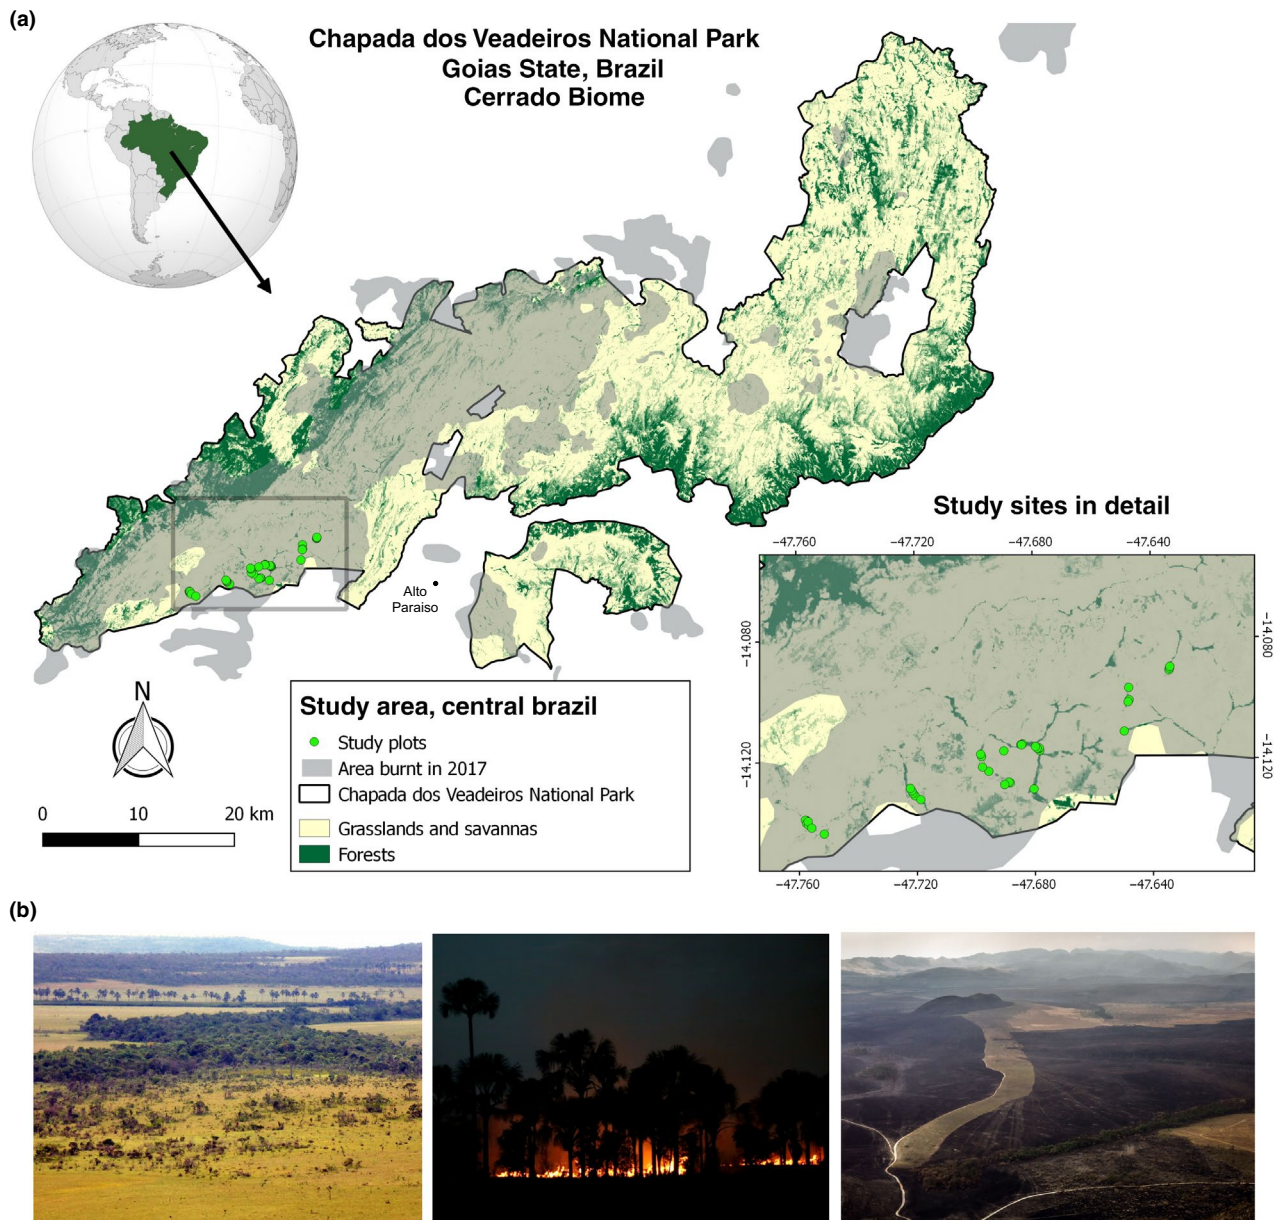 (a)
Chapada dos Veadeiros National Park
Goias State, Brazil
Cerrado Biome
Alto
Paraiso
Study sites in detail
−47.760
−47.720
−47.680
−47.640
−14.080
−14.080
−14.120
−14.120
−47.760
−47.720
−47.680
−47.640
N
0
10
20 km
Study area, central brazil
Study plots
Area burnt in 2017
Chapada dos Veadeiros National Park
Grasslands and savannas
Forests
(b)